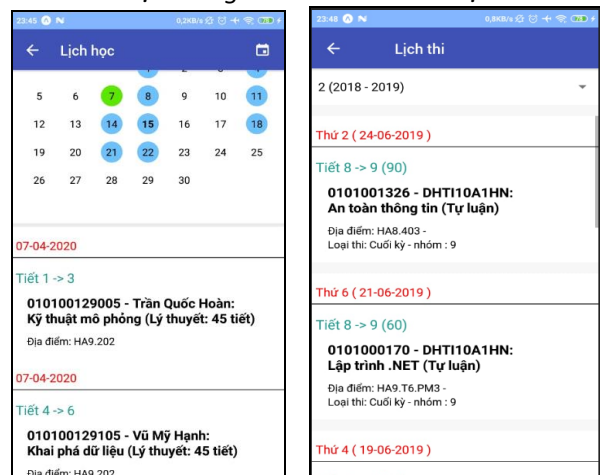 23:45 N 0,3KB/s
Lịch học
5 6 7 8 9 10 11
12 13 14 15 16 17 18
19 20 21 22 23 24 25
26 27 28 29 30
07-04-2020
Tiết 1 -> 3
010100129005 - Trần Quốc Hoàn:
Kỹ thuật mô phỏng (Lý thuyết: 45 tiết)
Địa điểm: HA9.202
07-04-2020
Tiết 4 -> 6
010100129105 - Vũ Mỹ Hạnh:
Khai phá dữ liệu (Lý thuyết: 45 tiết)
Địa điểm: HA9.202
23:48 N 0,8KB/s
Lịch thi
2 (2018 - 2019)
Thứ 2 ( 24-06-2019 )
Tiết 8 -> 9 (90)
0101001326 - DHTI10A1HN:
An toàn thông tin (Tự luận)
Địa điểm: HA8.403 -
Loại thi: Cuối kỳ - nhóm : 9
Thứ 6 ( 21-06-2019 )
Tiết 8 -> 9 (60)
0101000170 - DHTI10A1HN:
Lập trình .NET (Tự luận)
Địa điểm: HA9.T6.PM3 -
Loại thi: Cuối kỳ - nhóm : 9
Thứ 4 ( 19-06-2019 )